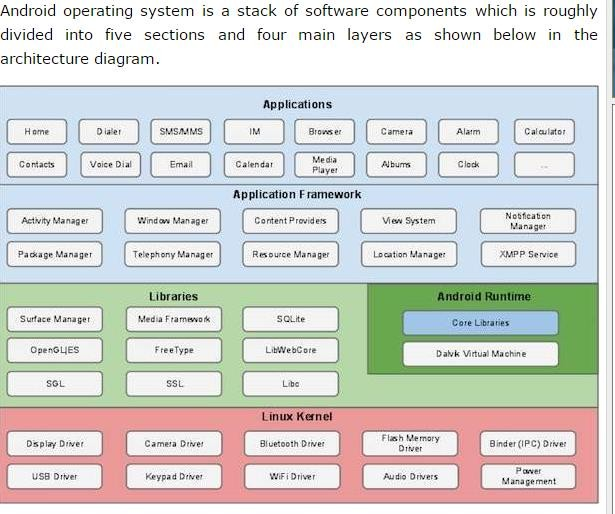 Android operating system is a stack of software components which is roughly
divided into five sections and four main layers as shown below in the
architecture diagram.
Applications
Home Dialer SMS/MMS IM Browser Camera Alarm Calculator
Contacts Voice Dial Email Calendar Media Player Albums Clock ...
Application Framework
Activity Manager Window Manager Content Providers View System Notification Manager
Package Manager Telephony Manager Resource Manager Location Manager XMPP Service
Libraries
Surface Manager Media Framework SQLite
OpenGL|ES FreeType LibWebCore
SGL SSL Libc
Android Runtime
Core Libraries
Dalvik Virtual Machine
Linux Kernel
Display Driver Camera Driver Bluetooth Driver Flash Memory Driver Binder (IPC) Driver
USB Driver Keypad Driver WiFi Driver Audio Drivers Power Management